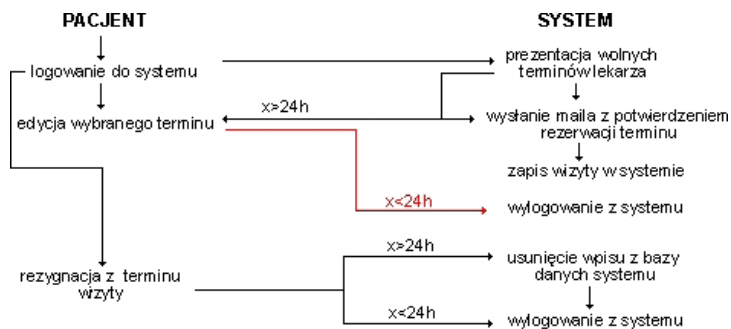 PACJENT
SYSTEM
logowanie do systemu
prezentacja wolnych
terminów lekarza
x>24h
edycja wybranego terminu
wysłanie maila z potwierdzeniem
rezerwacji terminu
zapis wizyty w systemie
x<24h
wylogowanie z systemu
x>24h
rezygnacja z terminu
wizyty
usunięcie wpisu z bazy
danych systemu
x<24h
wylogowanie z systemu